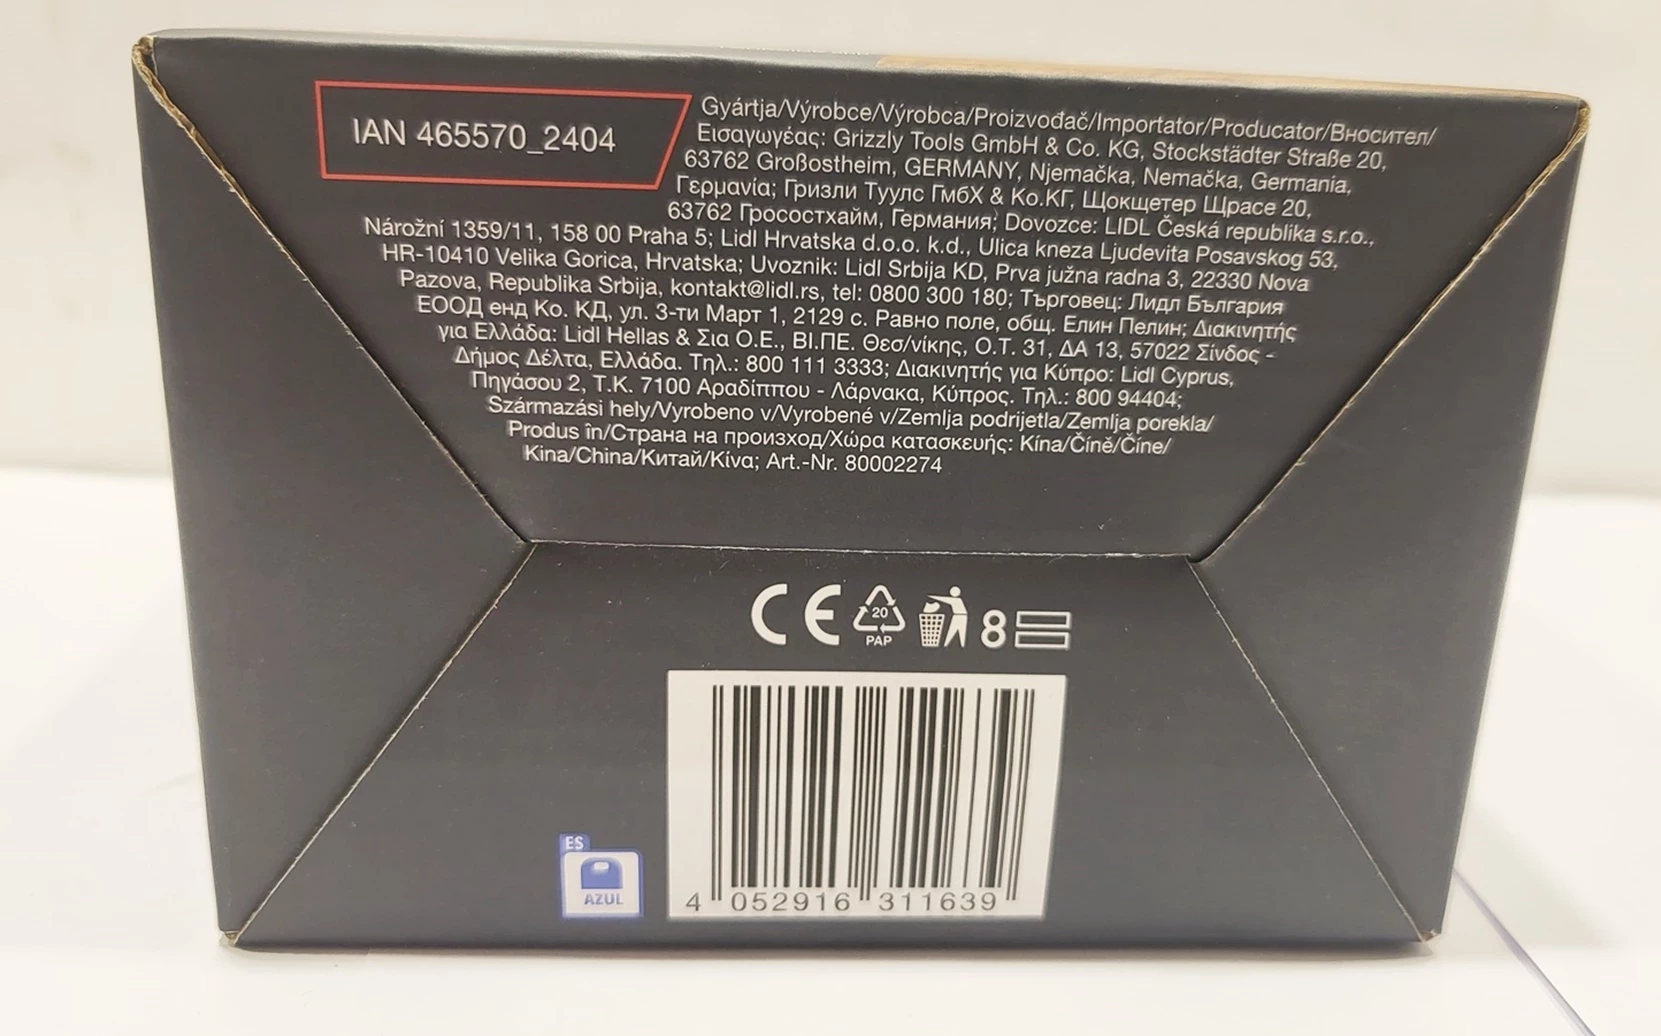 IAN 465570_2404
Gyártja/Výrobce/Výrobca/Proizvođač/Importator/Producator/Вносител/
Εισαγωγέας: Grizzly Tools GmbH & Co. KG, Stockstädter Straße 20,
63762 Großostheim, GERMANY, Njemačka, Nemačka, Germania,
Γερμανία; Гризли Туулс ГмбХ & Ко.КГ, Щокщетер Щрасе 20,
63762 Гросостхайм, Германия; Dovozce: LIDL Česká republika s.r.o.,
Nárožní 1359/11, 158 00 Praha 5; Lidl Hrvatska d.o.o. k.d., Ulica kneza Ljudevita Posavskog 53,
HR-10410 Velika Gorica, Hrvatska; Uvoznik: Lidl Srbija KD, Prva južna radna 3, 22330 Nova
Pazova, Republika Srbija, kontakt@lidl.rs, tel: 0800 300 180; Търговец: Лидл България
ЕООД енд Ко. КД, ул. 3-ти Март 1, 2129 с. Равно поле, общ. Елин Пелин; Διακινητής
για Ελλάδα: Lidl Hellas & Σια Ο.Ε., ΒΙ.ΠΕ. Θεσ/νίκης, Ο.Τ. 31, ΔΑ 13, 57022 Σίνδος -
Δήμος Δέλτα, Ελλάδα. Τηλ.: 800 111 3333; Διακινητής για Κύπρο: Lidl Cyprus,
Πηγάσου 2, Τ.Κ. 7100 Αραδίππου - Λάρνακα, Κύπρος. Τηλ.: 800 94404;
Származási hely/Vyrobeno v/Vyrobené v/Zemlja podrijetla/Zemlja porekla/
Produs în/Страна на произход/Χώρα κατασκευής: Kína/Číně/Číne/
Kina/China/Китай/Κίνα; Art.-Nr. 80002274
CE 20 PAP 8
ES
AZUL
4 052916 311639